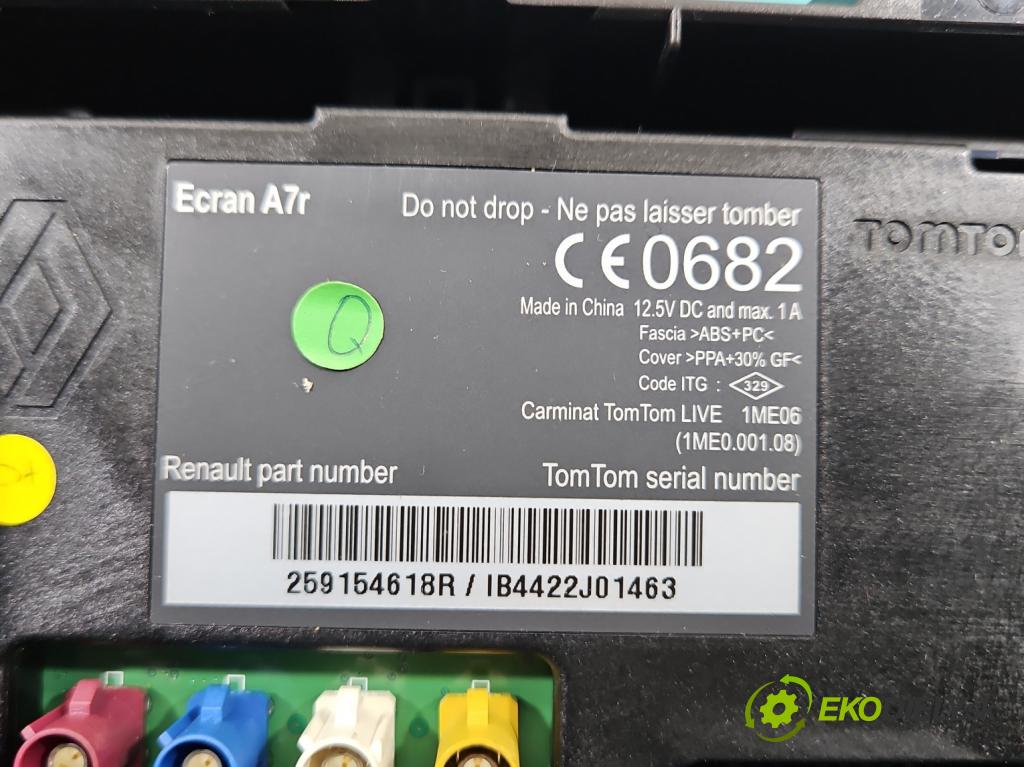 Ecran A7r
Do not drop - Ne pas laisser tomber
CE 0682
TOMTOM
Made in China 12.5V DC and max. 1 A
Fascia >ABS+PC<
Cover >PPA+30% GF<
Code ITG : 329
Carminat TomTom LIVE 1ME06
(1ME0.001.08)
Renault part number
TomTom serial number
259154618R / IB4422J01463
Q
EKO